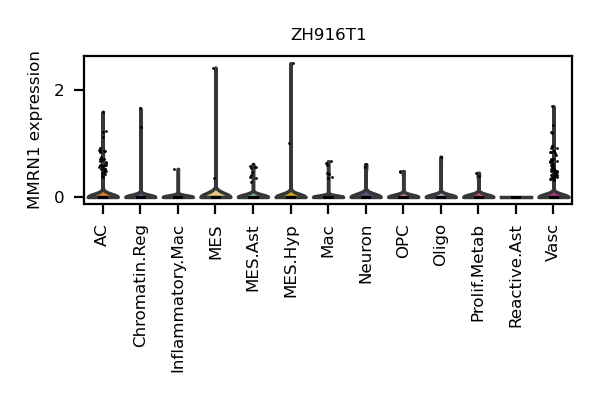 ZH916T1
MMRN1 expression
2
0
AC
Chromatin.Reg
Inflammatory.Mac
MES
MES.Ast
MES.Hyp
Mac
Neuron
OPC
Oligo
Prolif.Metab
Reactive.Ast
Vasc